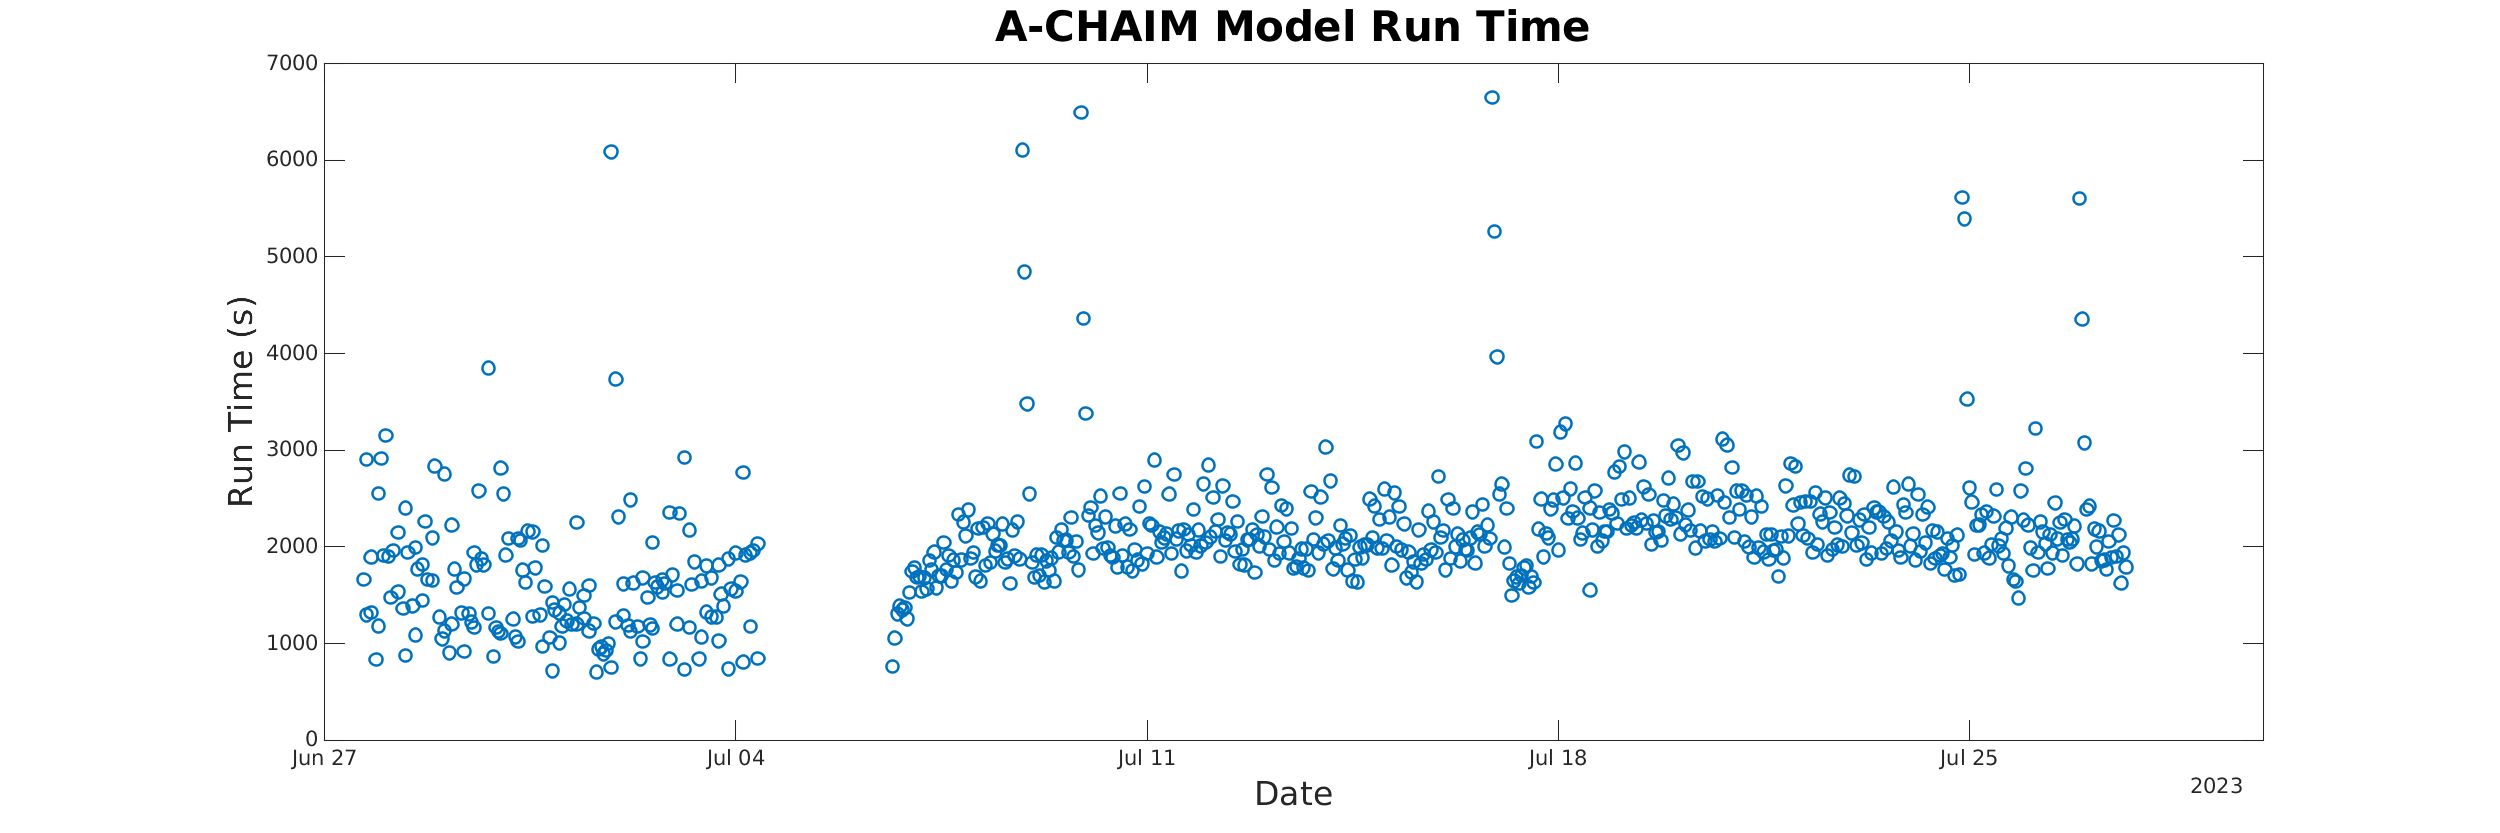 A-CHAIM Model Run Time
7000
6000
5000
4000
3000
2000
1000
0
Run Time (s)
Jun 27
Jul 04
Jul 11
Jul 18
Jul 25
Date
2023